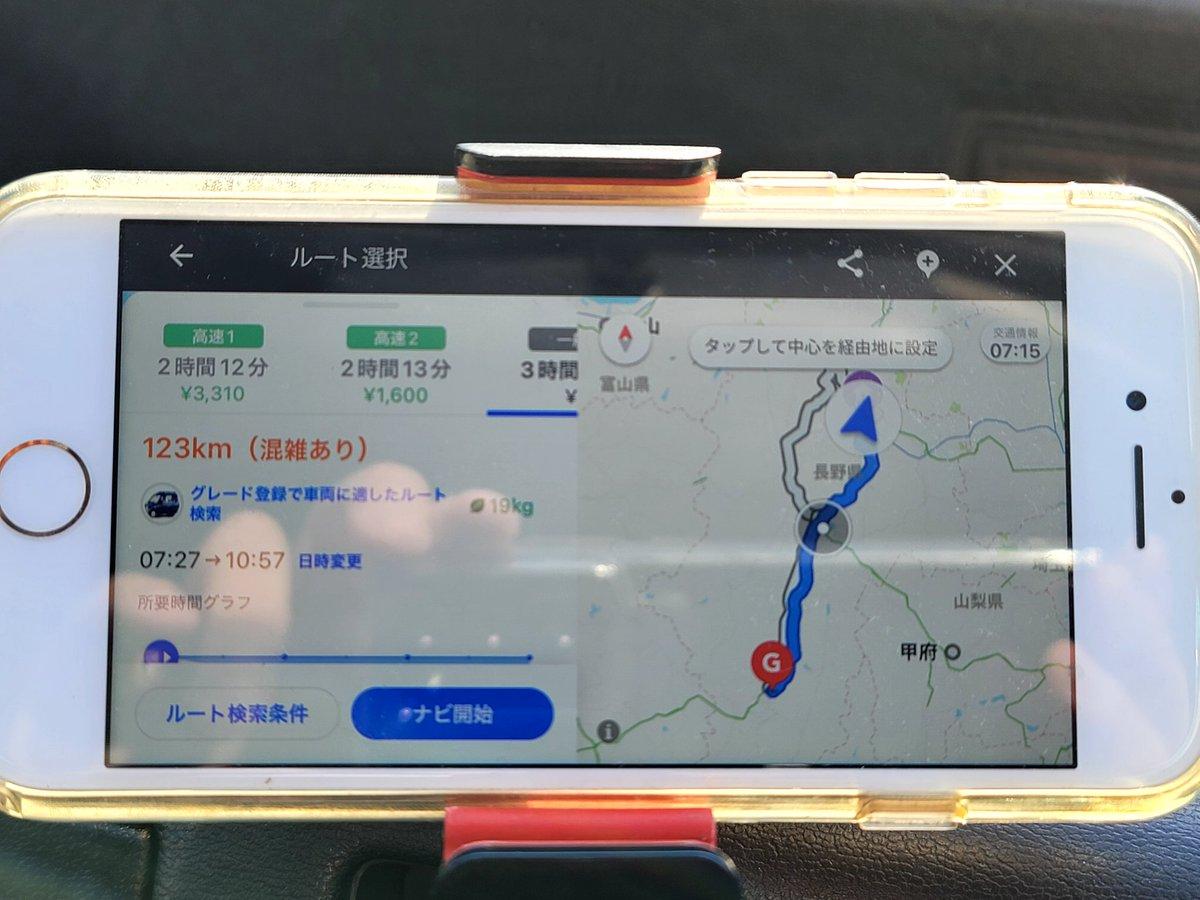 ルート選択
高速1
2時間12分
¥3,310
高速2
2時間13分
¥1,600
3時間
¥
123km（混雑あり）
グレード登録で車両に適したルート
検索
19kg
07:27→10:57 日時変更
所要時間グラフ
ルート検索条件
ナビ開始
タップして中心を経由地に設定
交通情報
07:15
山
富山県
長野県
埼玉
山梨県
甲府
G
i